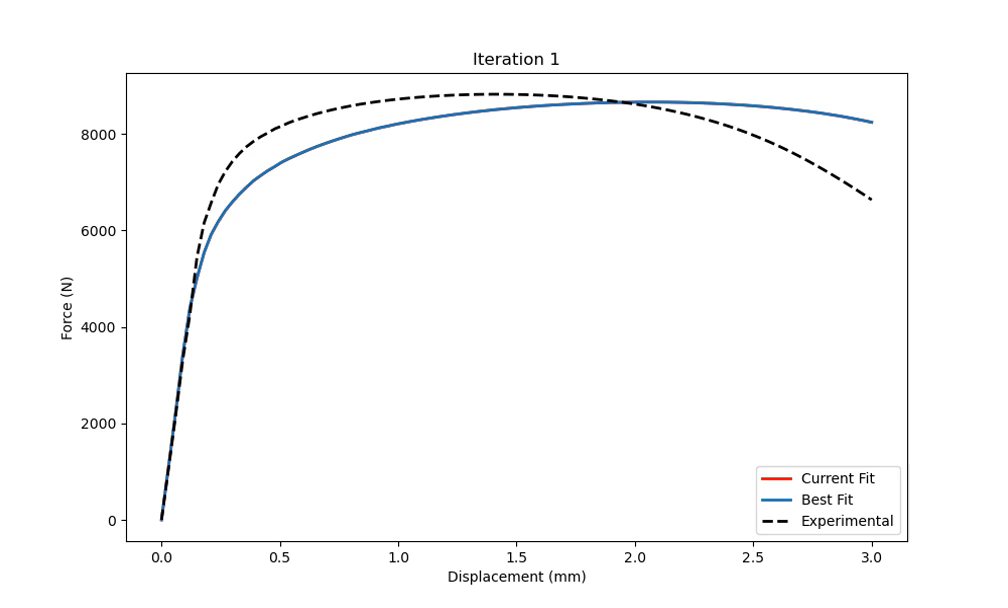 Iteration 1
Force (N)
8000
6000
4000
2000
0
0.0 0.5 1.0 1.5 2.0 2.5 3.0
Displacement (mm)
Current Fit
Best Fit
Experimental